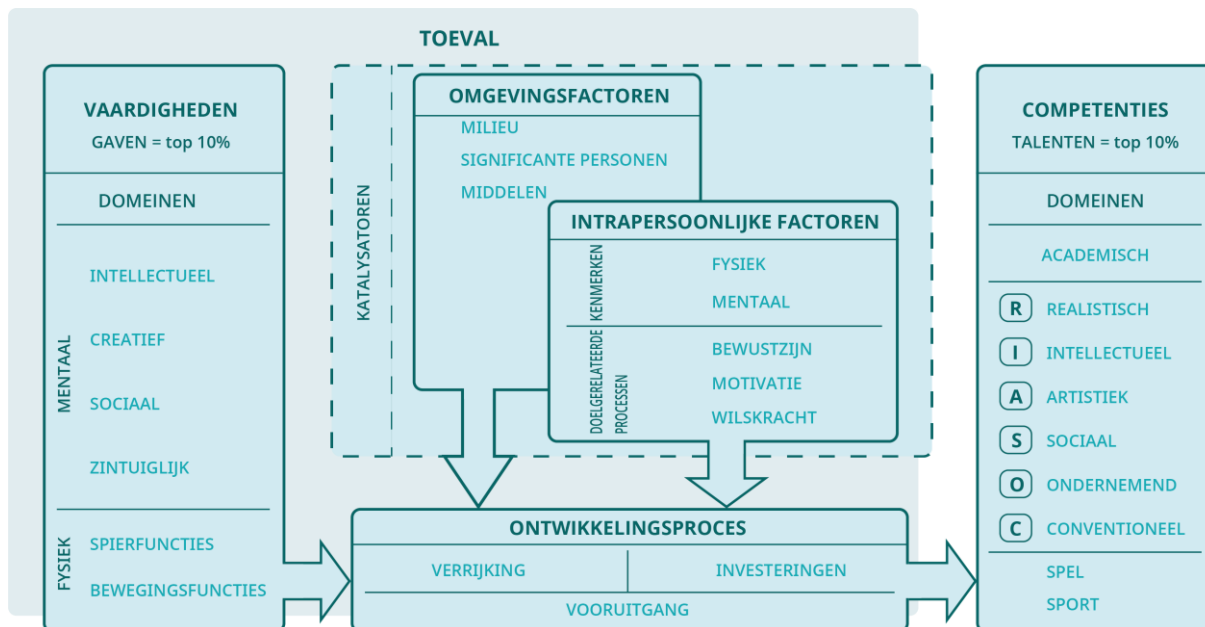 TOEVAL
VAARDIGHEDEN
GAVEN = top 10%
DOMEINEN
MENTAAL
INTELLECTUEEL
CREATIEF
SOCIAAL
ZINTUIGLIJK
FYSIEK
SPIERFUNCTIES
BEWEGINGSFUNCTIES
KATALYSATOREN
OMGEVINGSFACTOREN
MILIEU
SIGNIFICANTE PERSONEN
MIDDELEN
INTRAPERSOONLIJKE FACTOREN
KENMERKEN
FYSIEK
MENTAAL
DOELGERELATEERDE
PROCESSEN
BEWUSTZIJN
MOTIVATIE
WILSKRACHT
ONTWIKKELINGSPROCES
VERRIJKING
INVESTERINGEN
VOORUITGANG
COMPETENTIES
TALENTEN = top 10%
DOMEINEN
ACADEMISCH
R REALISTISCH
I INTELLECTUEEL
A ARTISTIEK
S SOCIAAL
O ONDERNEMEND
C CONVENTIONEEL
SPEL
SPORT